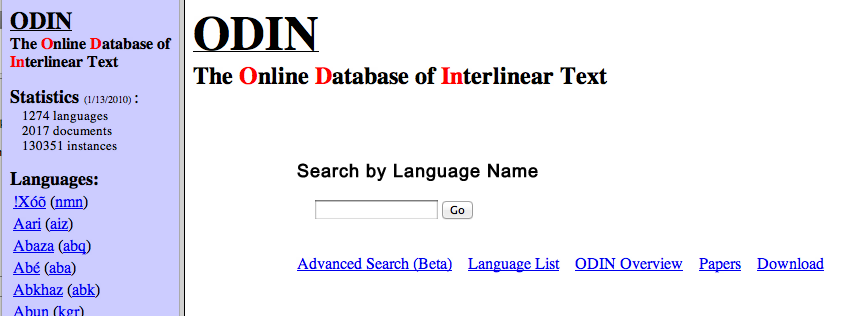 ODIN
The Online Database of
Interlinear Text
Statistics (1/13/2010) :
1274 languages
2017 documents
130351 instances
Languages:
!Xóõ (nmn)
Aari (aiz)
Abaza (abq)
Abé (aba)
Abkhaz (abk)
Abun (kgr)
ODIN
The Online Database of Interlinear Text
Search by Language Name
Go
Advanced Search (Beta) Language List ODIN Overview Papers Download